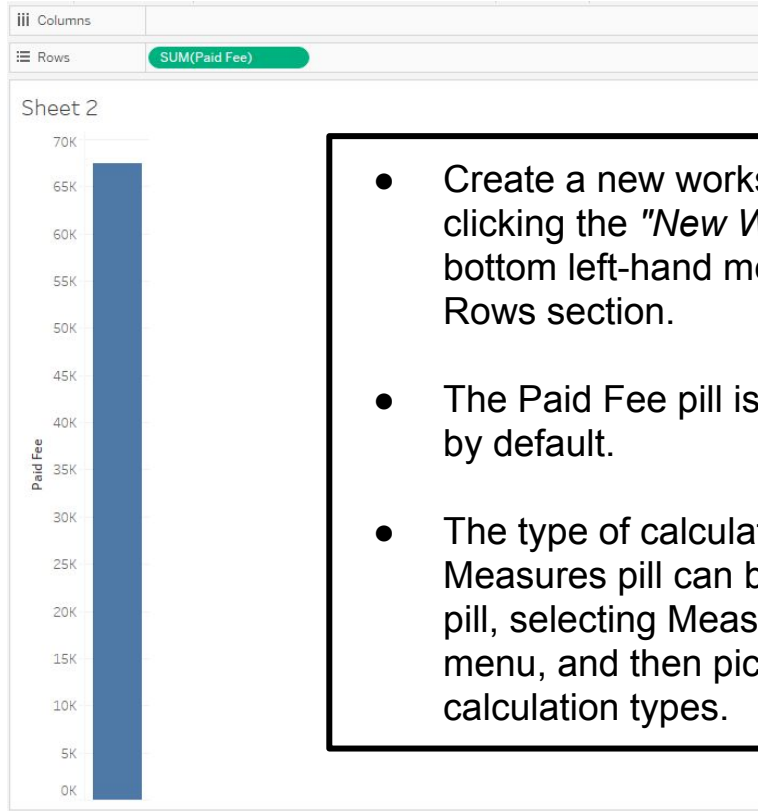 Columns
Rows SUM(Paid Fee)
Sheet 2
70K
65K
60K
55K
50K
45K
40K
35K
30K
25K
20K
15K
10K
5K
0K
Paid Fee
● Create a new works
clicking the "New W
bottom left-hand me
Rows section.
● The Paid Fee pill is
by default.
● The type of calculat
Measures pill can b
pill, selecting Meas
menu, and then pic
calculation types.